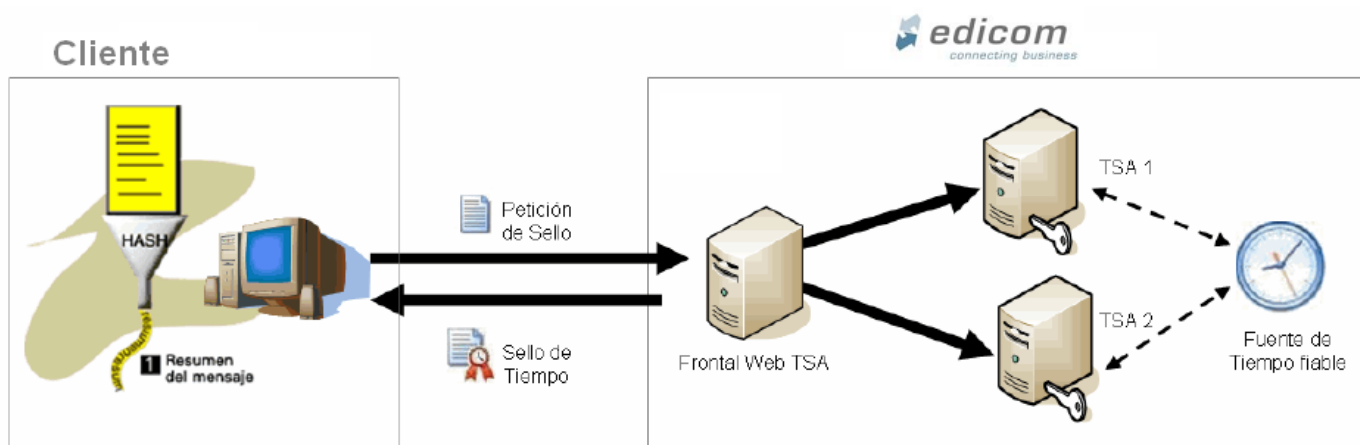 edicom
connecting business
Cliente
HASH
1 Resumen
del mensaje
Petición
de Sello
Sello de
Tiempo
Frontal Web TSA
TSA 1
TSA 2
Fuente de
Tiempo fiable